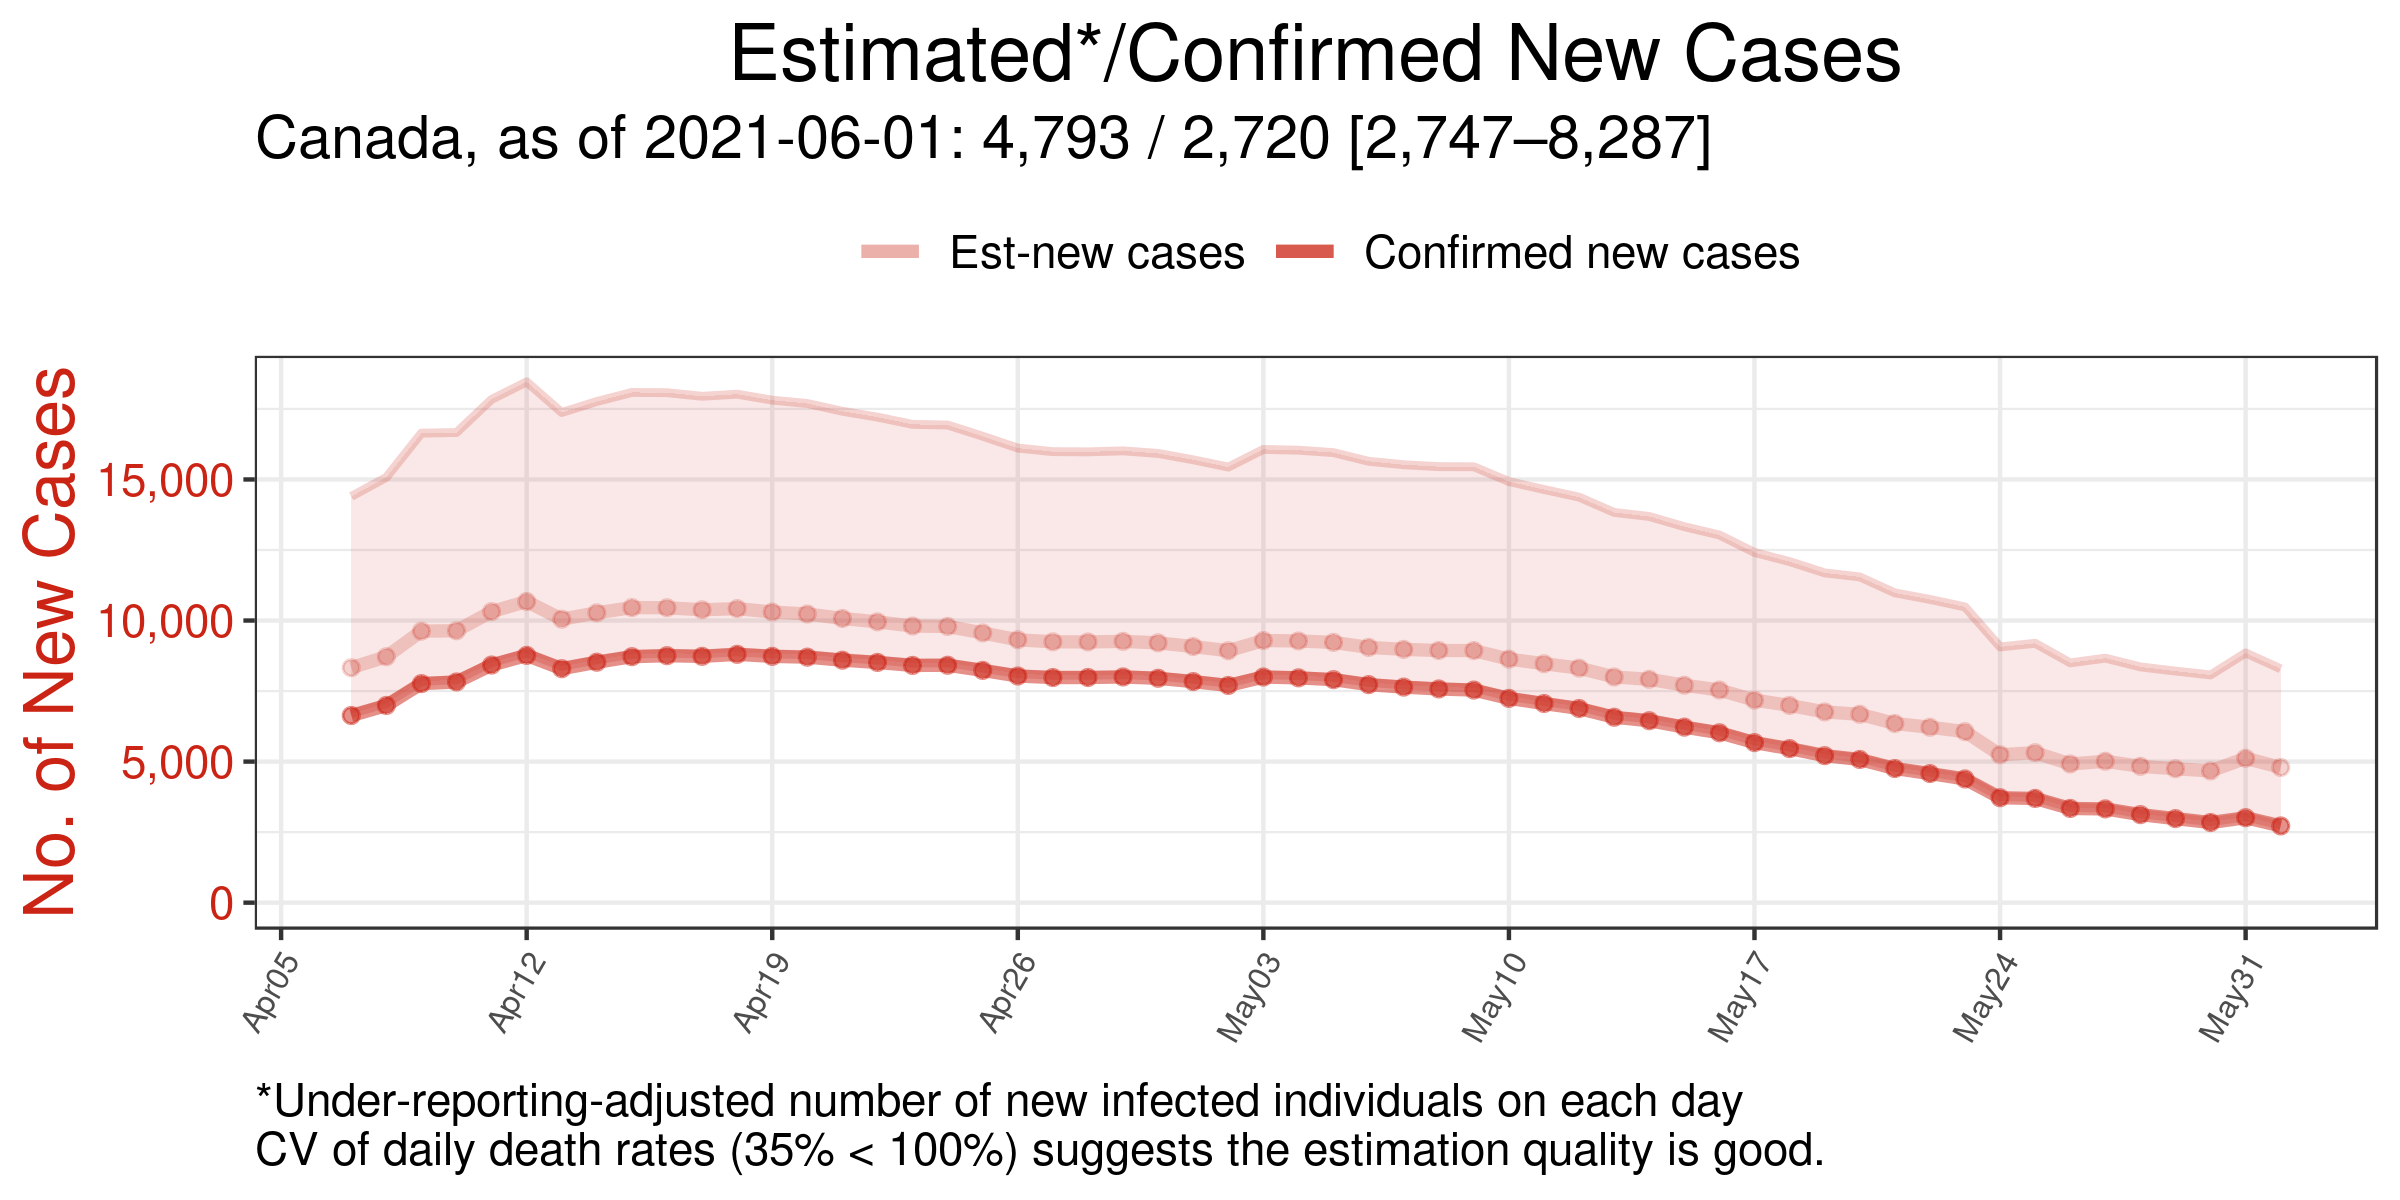 Estimated*/Confirmed New Cases
Canada, as of 2021-06-01: 4,793 / 2,720 [2,747–8,287]
Est-new cases Confirmed new cases
No. of New Cases
15,000
10,000
5,000
0
Apr05 Apr12 Apr19 Apr26 May03 May10 May17 May24 May31
*Under-reporting-adjusted number of new infected individuals on each day
CV of daily death rates (35% < 100%) suggests the estimation quality is good.